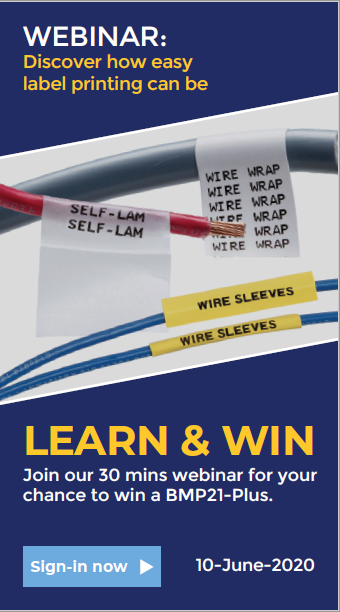 WEBINAR:
Discover how easy
label printing can be
WIRE WRAP
WIRE WRAP
WIRE WRAP
WIRE WRAP
WIRE WRAP
WIRE WRAP
SELF-LAM
SELF-LAM
WIRE SLEEVES
WIRE SLEEVES
LEARN & WIN
Join our 30 mins webinar for your
chance to win a BMP21-Plus.
Sign-in now
10-June-2020